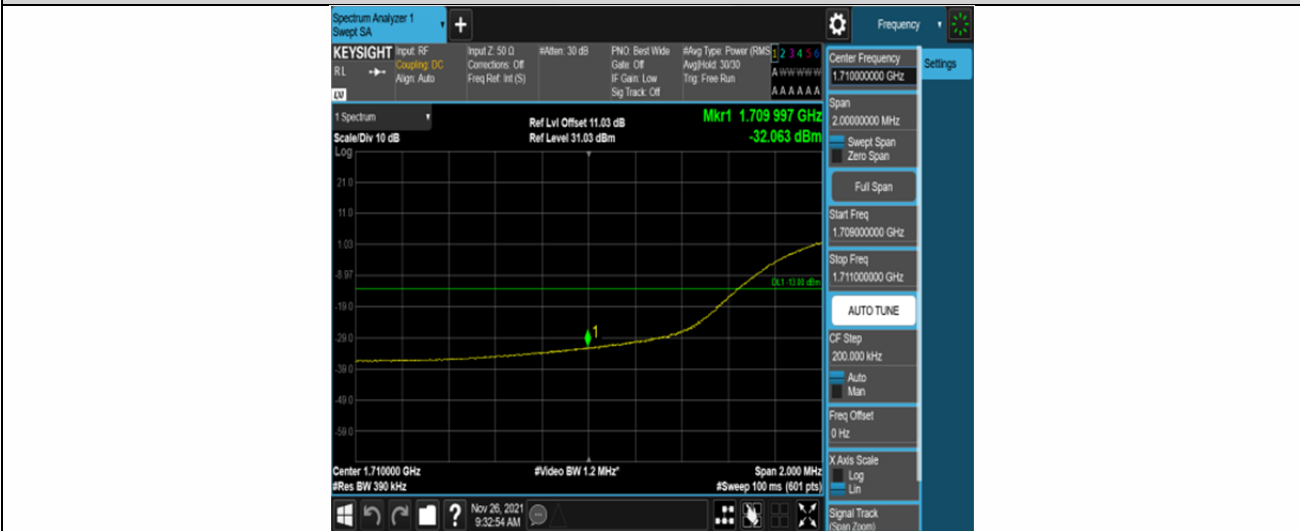 Spectrum Analyzer 1
Swept SA
Frequency
KEYSIGHT
RL
Input: RF
Coupling: DC
Align: Auto
Input Z: 50 Ω
Corrections: Off
Freq Ref: Int (S)
#Atten: 30 dB
PNO: Best Wide
Gate: Off
IF Gain: Low
Sig Track: Off
#Avg Type: Power (RMS
Avg|Hold: 30/30
Trig: Free Run
1 2 3 4 5 6
A W W W W W
A A A A A A
1 Spectrum
Scale/Div 10 dB
Ref Lvl Offset 11.03 dB
Ref Level 31.03 dBm
Mkr1 1.709 997 GHz
-32.063 dBm
Log
21.0
11.0
1.03
-8.97
-19.0
-29.0
-39.0
-49.0
-59.0
DL1 -13.00 dBm
1
Center 1.710000 GHz
#Res BW 390 kHz
#Video BW 1.2 MHz*
Span 2.000 MHz
#Sweep 100 ms (601 pts)
Nov 26, 2021
9:32:54 AM
Center Frequency
1.710000000 GHz
Settings
Span
2.00000000 MHz
Swept Span
Zero Span
Full Span
Start Freq
1.709000000 GHz
Stop Freq
1.711000000 GHz
AUTO TUNE
CF Step
200.000 kHz
Auto
Man
Freq Offset
0 Hz
X Axis Scale
Log
Lin
Signal Track
(Span Zoom)